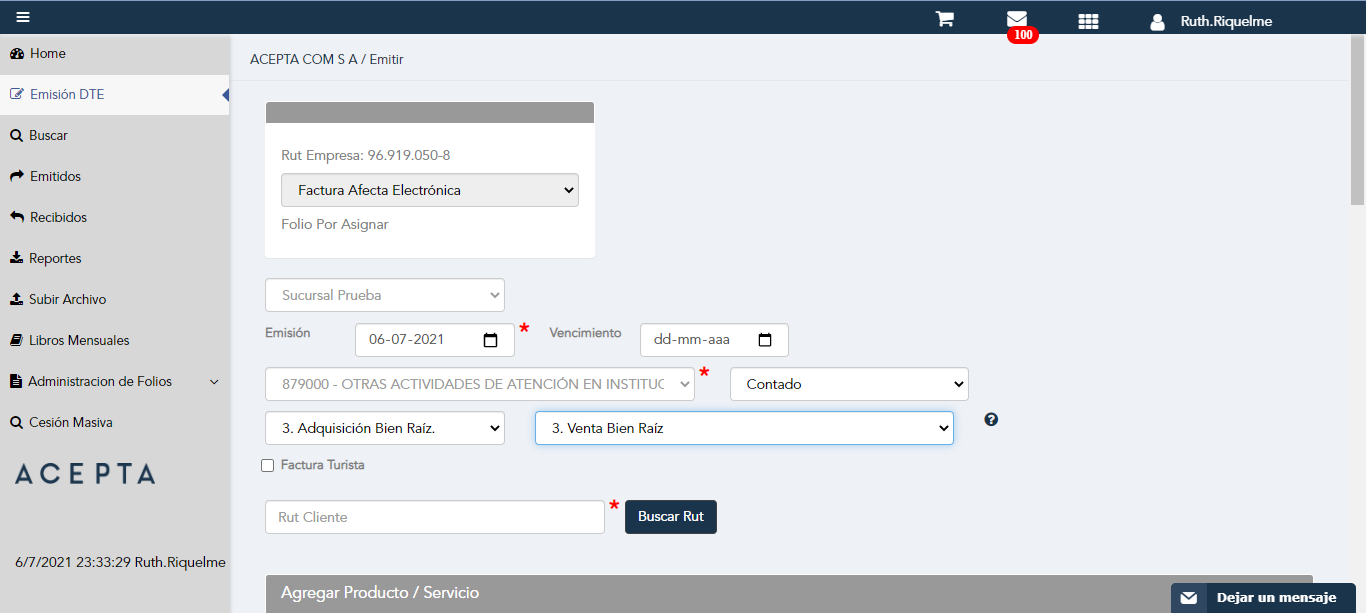 Ruth.Riquelme
100
Home
ACEPTA COM S A / Emitir
Emisión DTE
Buscar
Emitidos
Recibidos
Reportes
Subir Archivo
Libros Mensuales
Administracion de Folios
Cesión Masiva
ACEPTA
6/7/2021 23:33:29 Ruth.Riquelme
Rut Empresa: 96.919.050-8
Factura Afecta Electrónica
Folio Por Asignar
Sucursal Prueba
Emisión 06-07-2021 * Vencimiento dd-mm-aaa
879000 - OTRAS ACTIVIDADES DE ATENCIÓN EN INSTITUC * Contado
3. Adquisición Bien Raíz. 3. Venta Bien Raíz ?
Factura Turista
Rut Cliente * Buscar Rut
Agregar Producto / Servicio
Dejar un mensaje